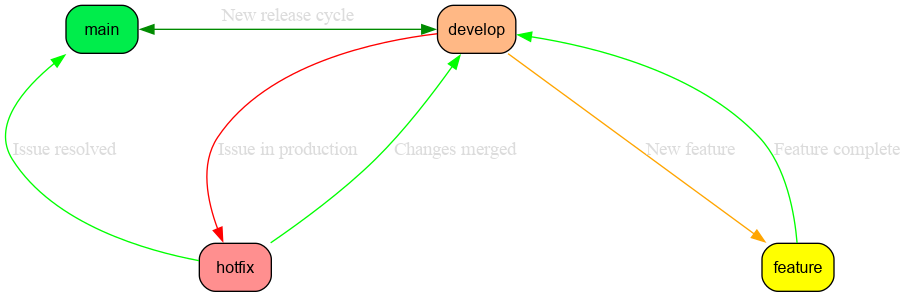 New release cycle
main
develop
Issue resolved
Issue in production
Changes merged
New feature
Feature complete
hotfix
feature